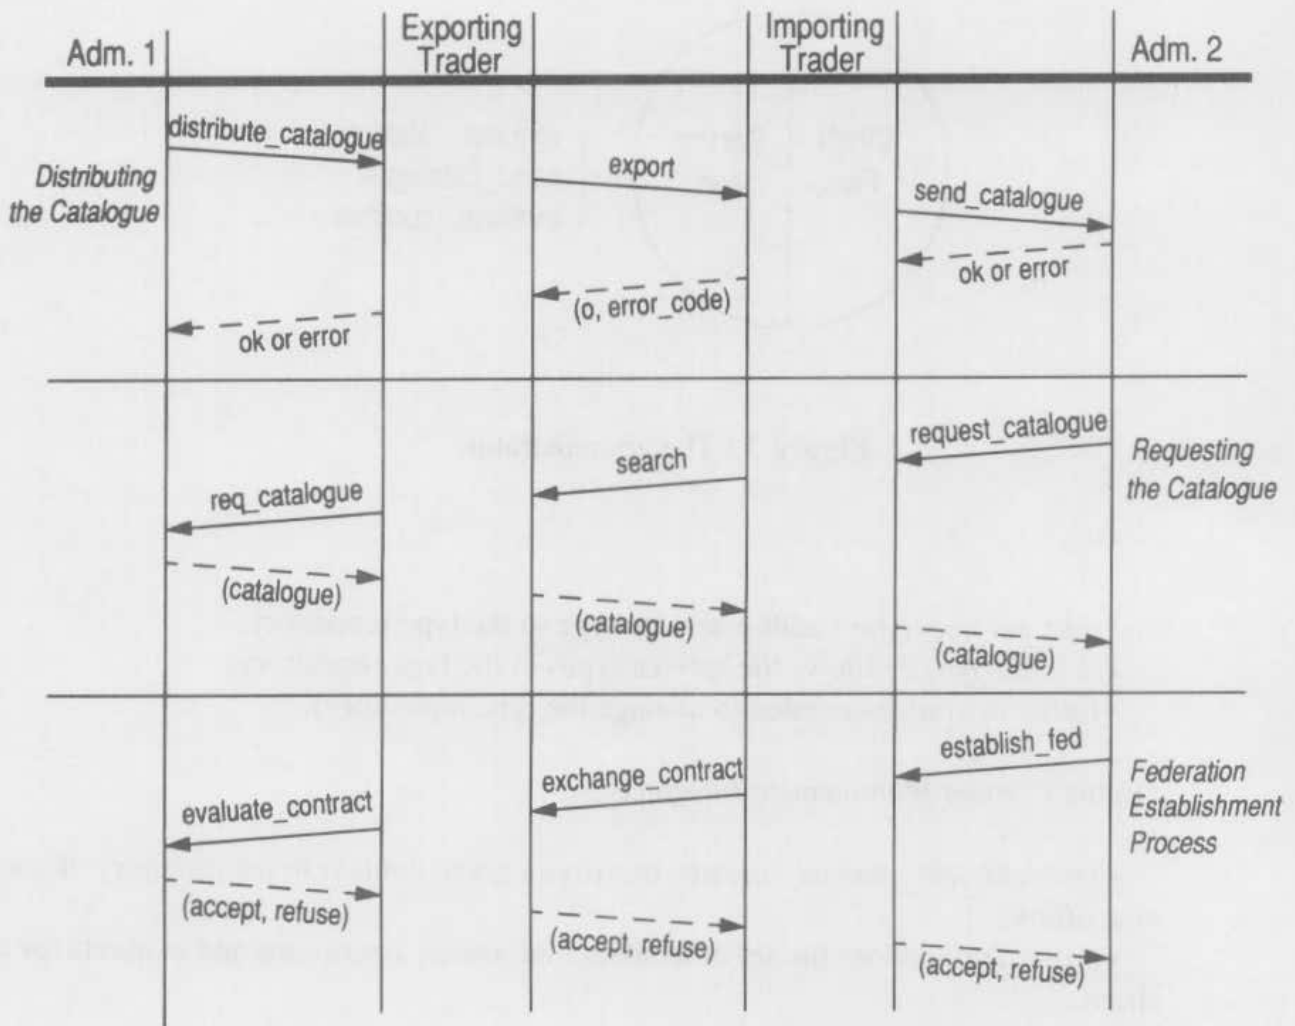 Adm. 1
Exporting
Trader
Importing
Trader
Adm. 2
distribute_catalogue
export
send_catalogue
Distributing
the Catalogue
ok or error
(o, error_code)
ok or error
request_catalogue
search
req_catalogue
Requesting
the Catalogue
(catalogue)
(catalogue)
(catalogue)
establish_fed
exchange_contract
evaluate_contract
Federation
Establishment
Process
(accept, refuse)
(accept, refuse)
(accept, refuse)